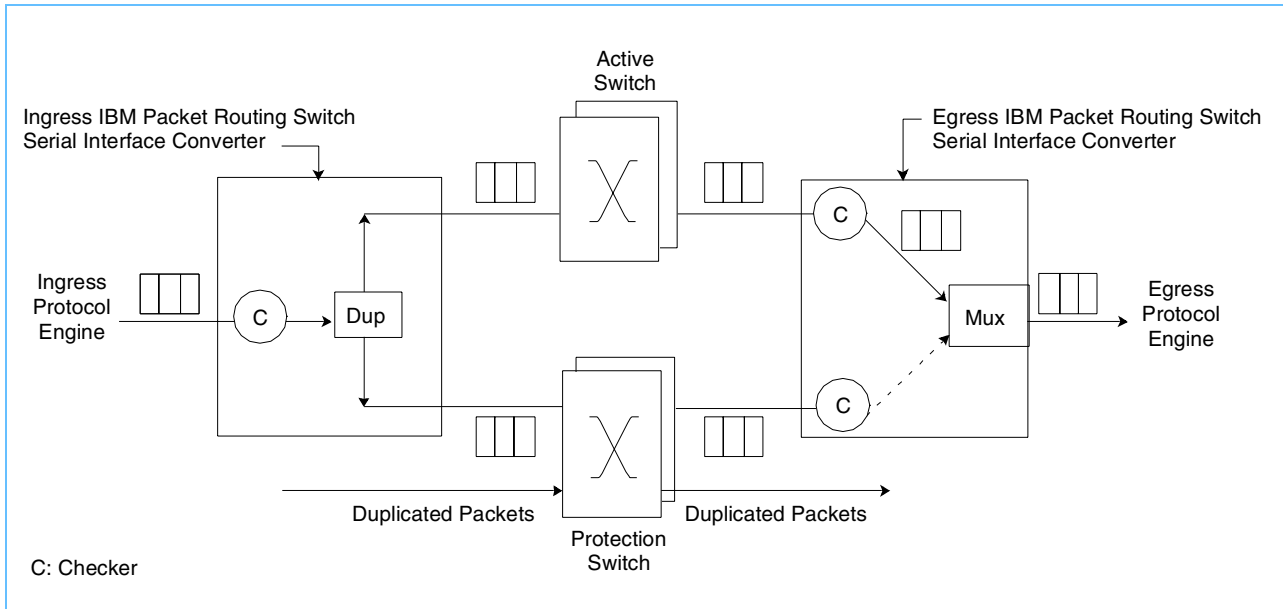 Active
Switch
Ingress IBM Packet Routing Switch
Serial Interface Converter
Egress IBM Packet Routing Switch
Serial Interface Converter
Ingress
Protocol
Engine
C
Dup
C
C
Mux
Egress
Protocol
Engine
Duplicated Packets
Duplicated Packets
Protection
Switch
C: Checker